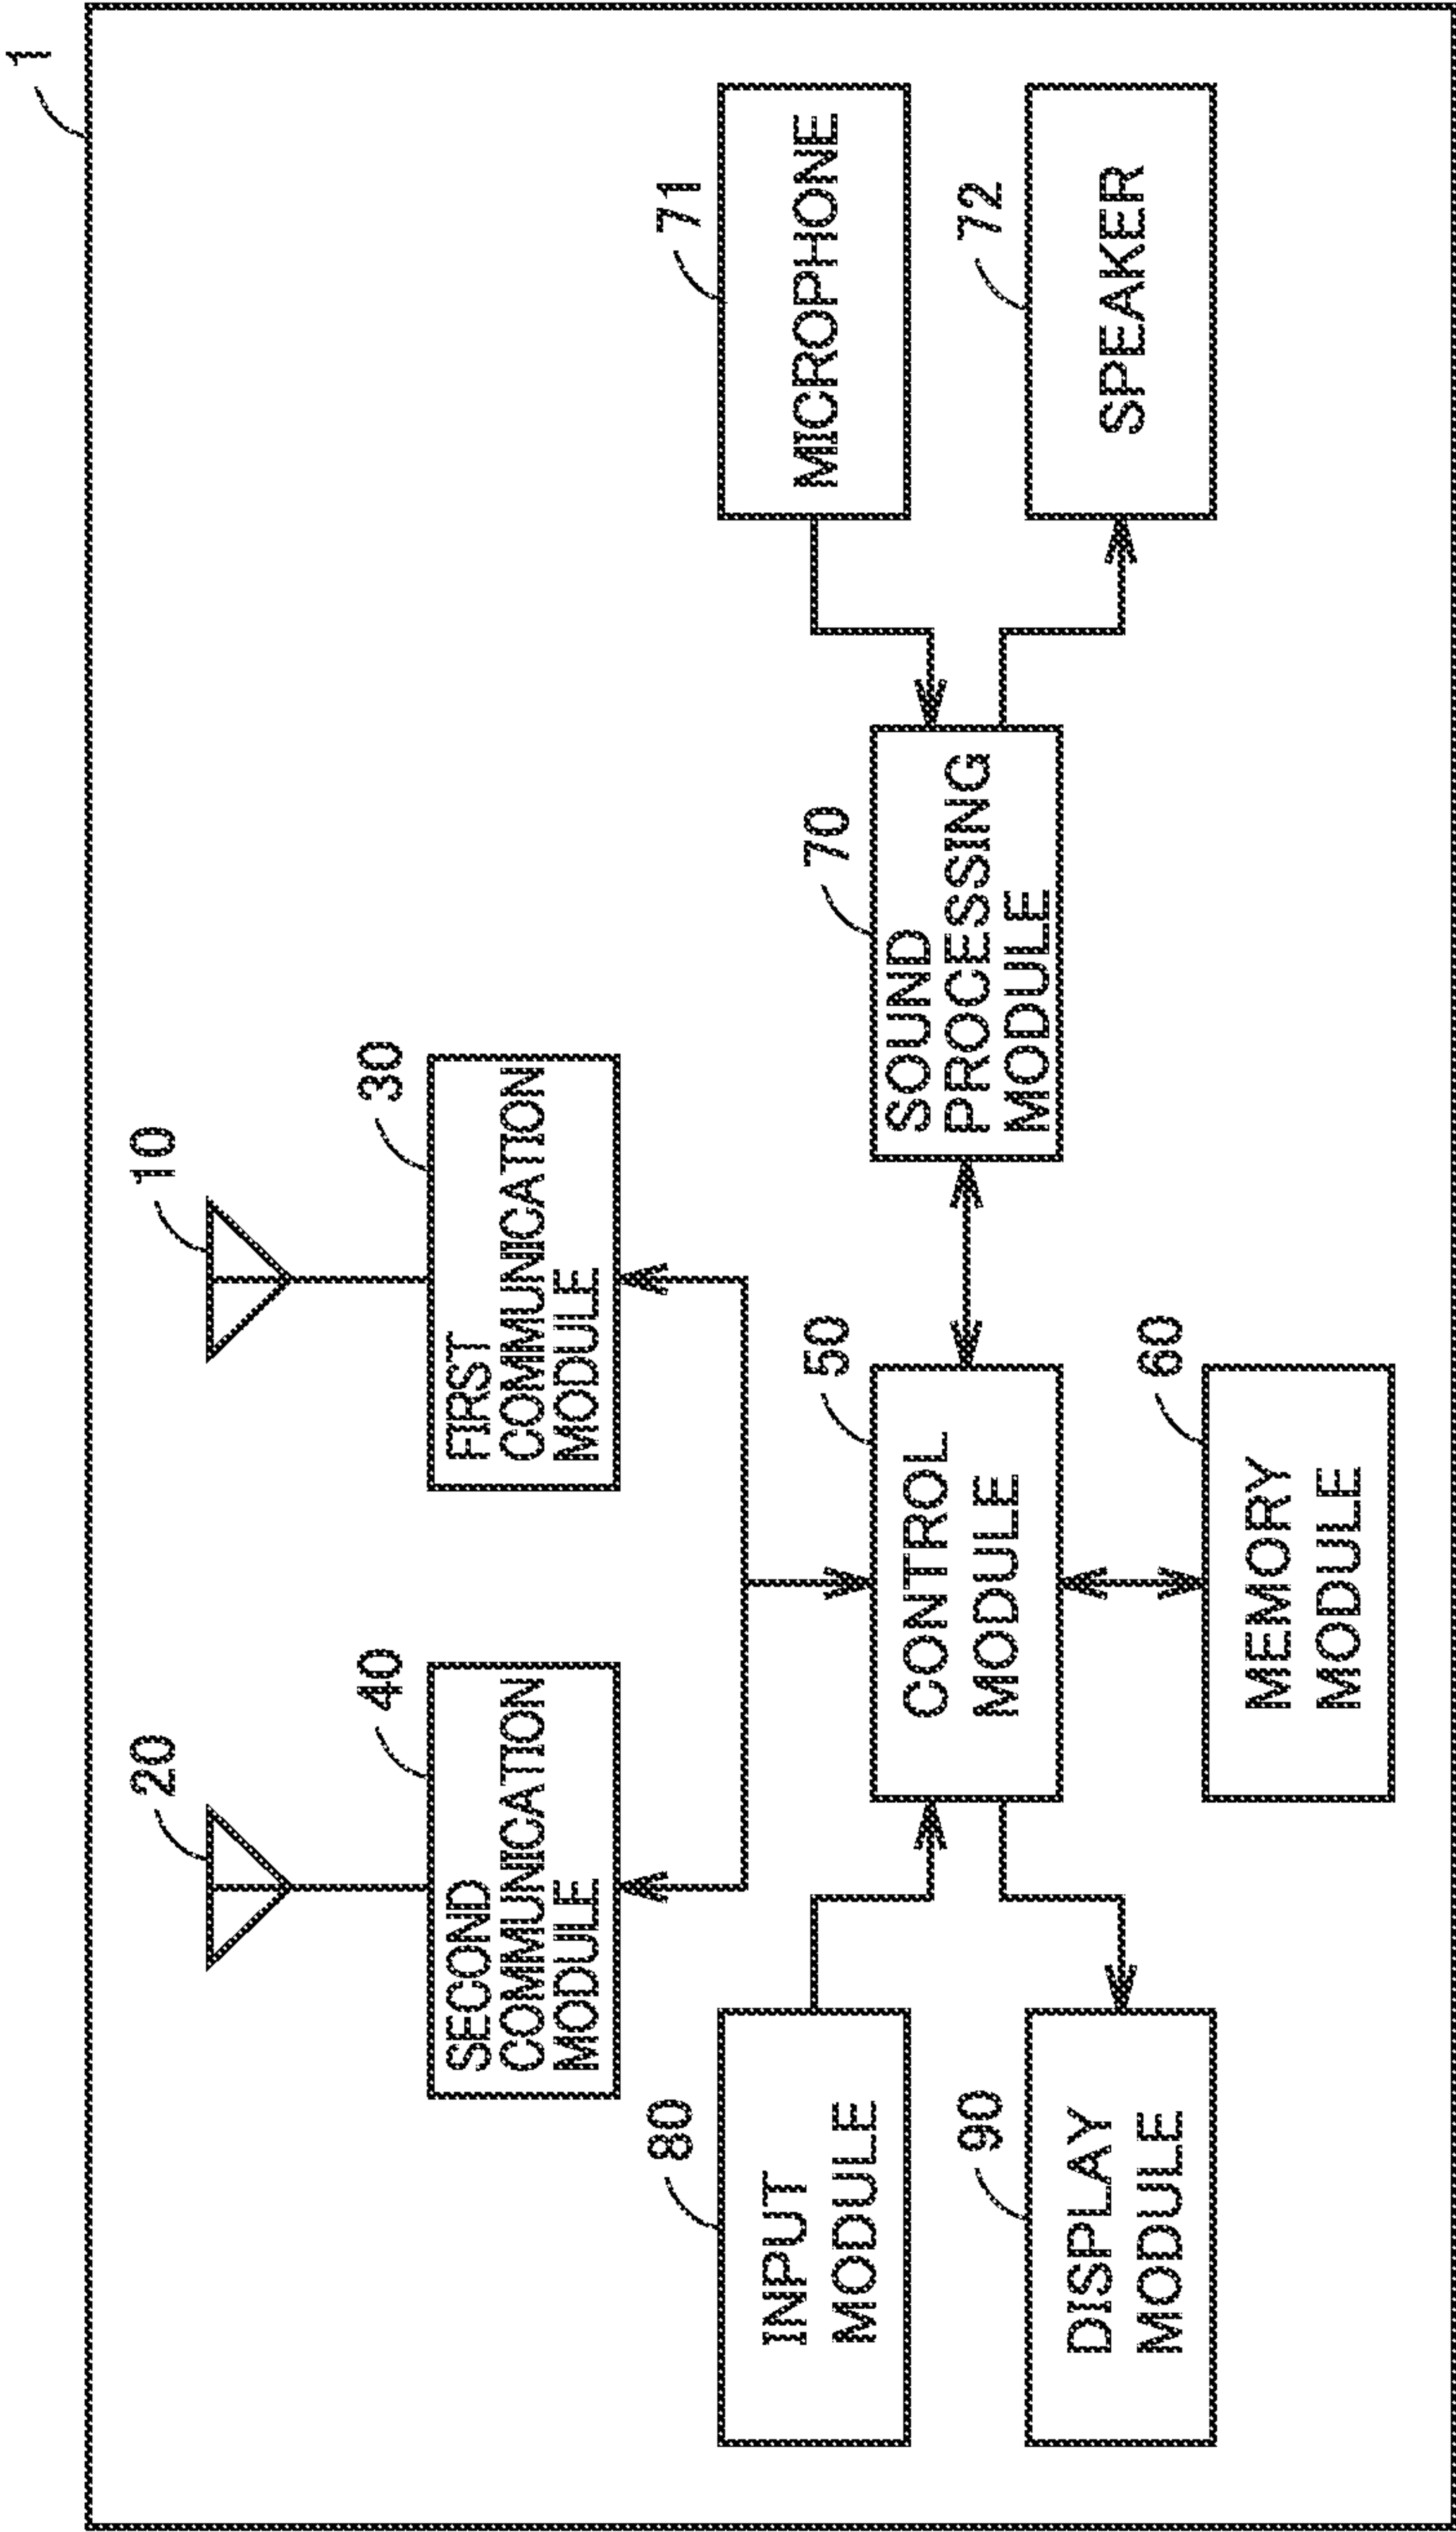 1
20
10
40
SECOND
COMMUNICATION
MODULE
30
FIRST
COMMUNICATION
MODULE
80
INPUT
MODULE
50
CONTROL
MODULE
70
SOUND
PROCESSING
MODULE
71
MICROPHONE
90
DISPLAY
MODULE
60
MEMORY
MODULE
72
SPEAKER